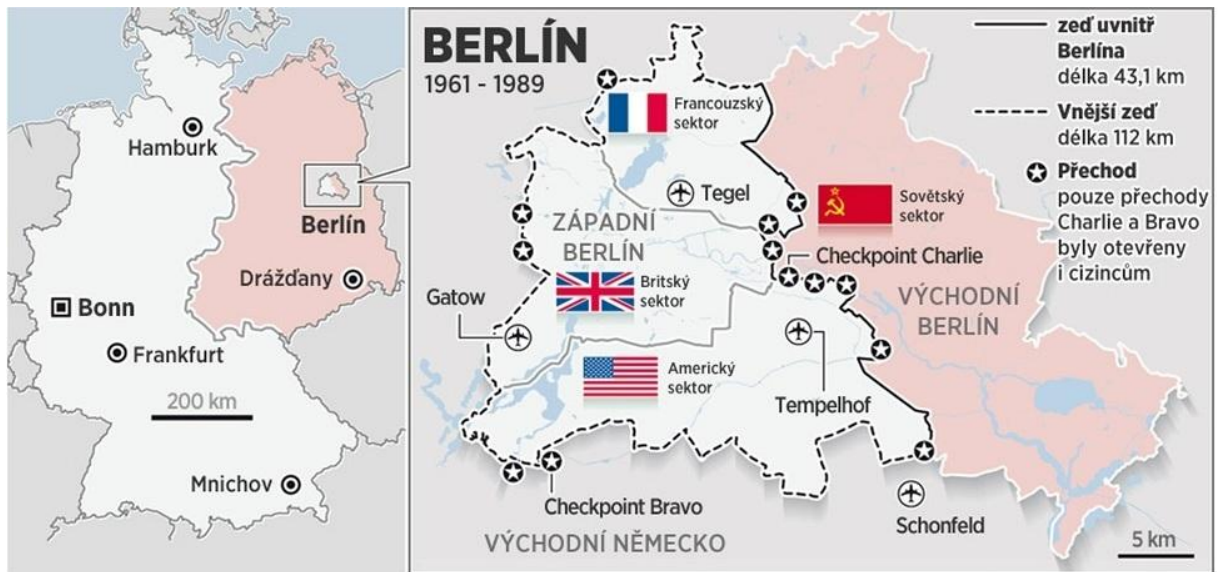 Hamburk
Berlín
Drážďany
Bonn
Frankfurt
200 km
Mnichov
BERLÍN
1961 - 1989
Francouzský
sektor
Tegel
Sovětský
sektor
ZÁPADNÍ
BERLÍN
Checkpoint Charlie
Britský
sektor
Gatow
VÝCHODNÍ
BERLÍN
Americký
sektor
Tempelhof
Checkpoint Bravo
Schonfeld
VÝCHODNÍ NĚMECKO
5 km
zeď uvnitř
Berlína
délka 43,1 km
Vnější zeď
délka 112 km
Přechod
pouze přechody
Charlie a Bravo
byly otevřeny
i cizincům